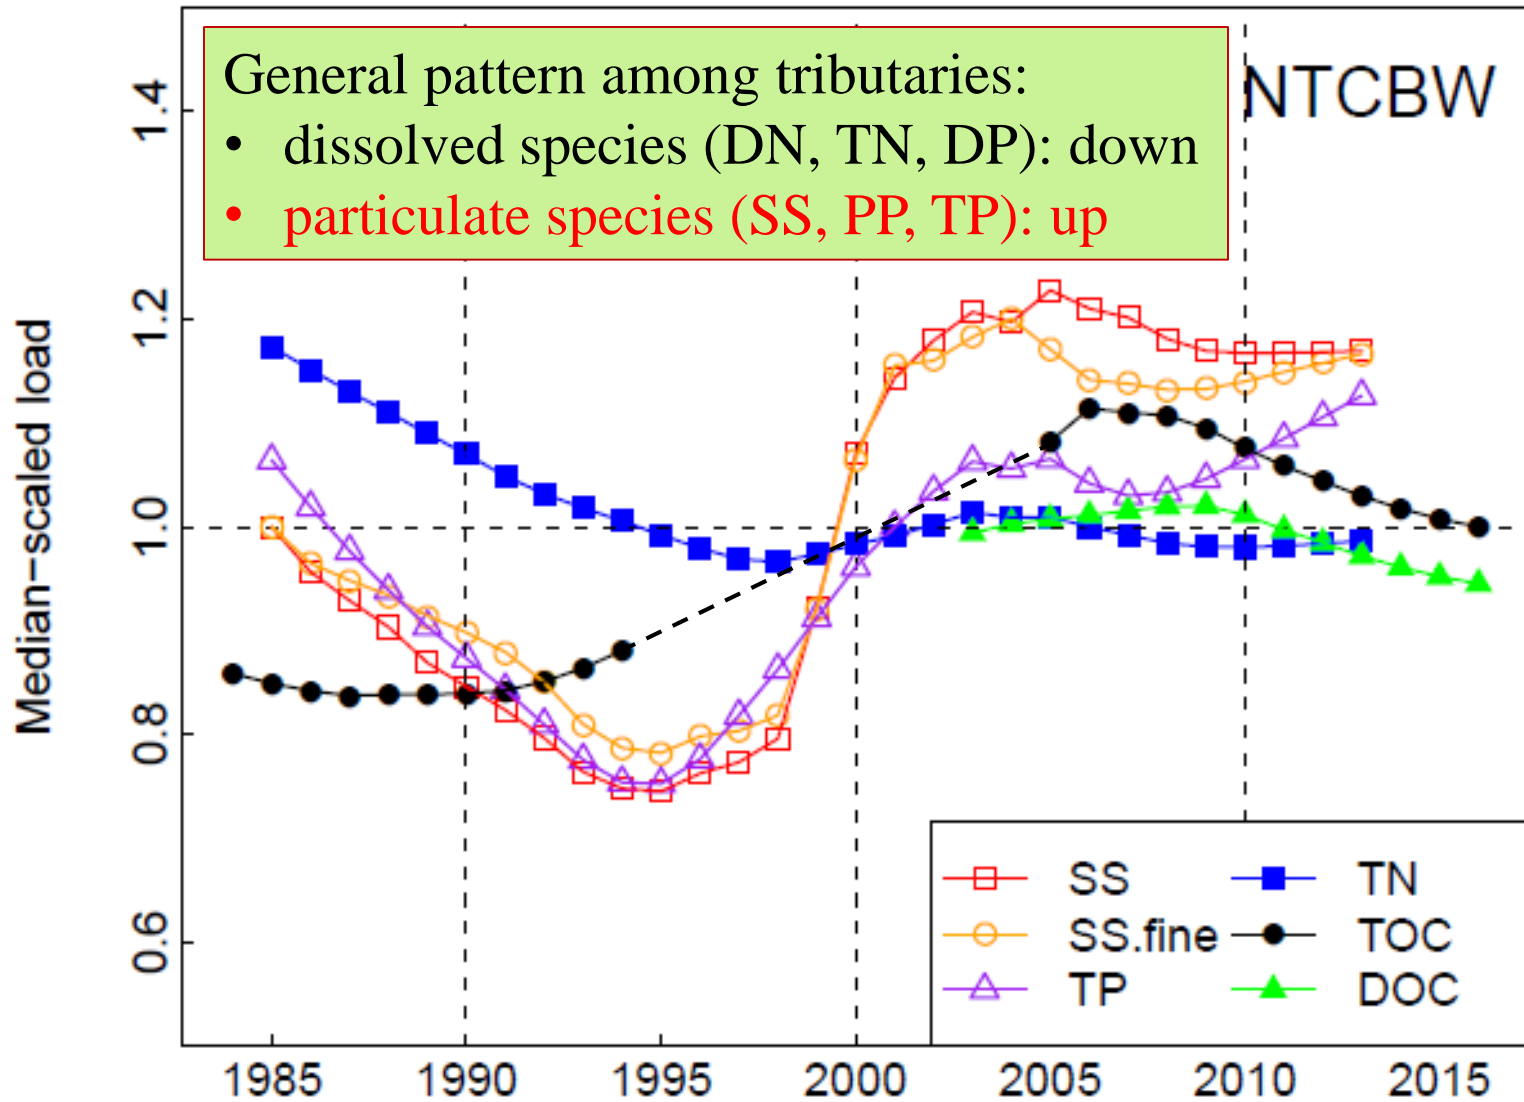 General pattern among tributaries:
• dissolved species (DN, TN, DP): down
• particulate species (SS, PP, TP): up
NTCBW
Median-scaled load
1.4
1.2
1.0
0.8
0.6
SS
SS.fine
TP
TN
TOC
DOC
1985 1990 1995 2000 2005 2010 2015